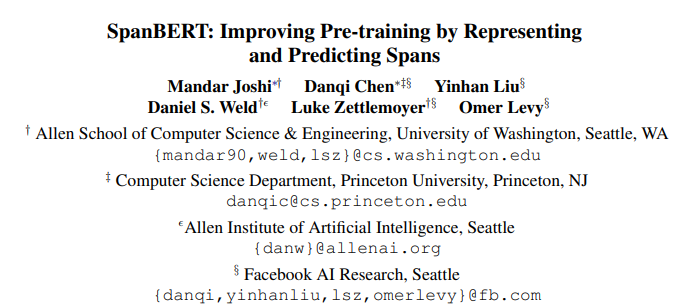 SpanBERT: Improving Pre-training by Representing
and Predicting Spans
Mandar Joshi*† Danqi Chen*‡§ Yinhan Liu§
Daniel S. Weld†ϵ Luke Zettlemoyer†§ Omer Levy§
† Allen School of Computer Science & Engineering, University of Washington, Seattle, WA
{mandar90,weld,lsz}@cs.washington.edu
‡ Computer Science Department, Princeton University, Princeton, NJ
danqic@cs.princeton.edu
ϵAllen Institute of Artificial Intelligence, Seattle
{danw}@allenai.org
§ Facebook AI Research, Seattle
{danqi,yinhanliu,lsz,omerlevy}@fb.com